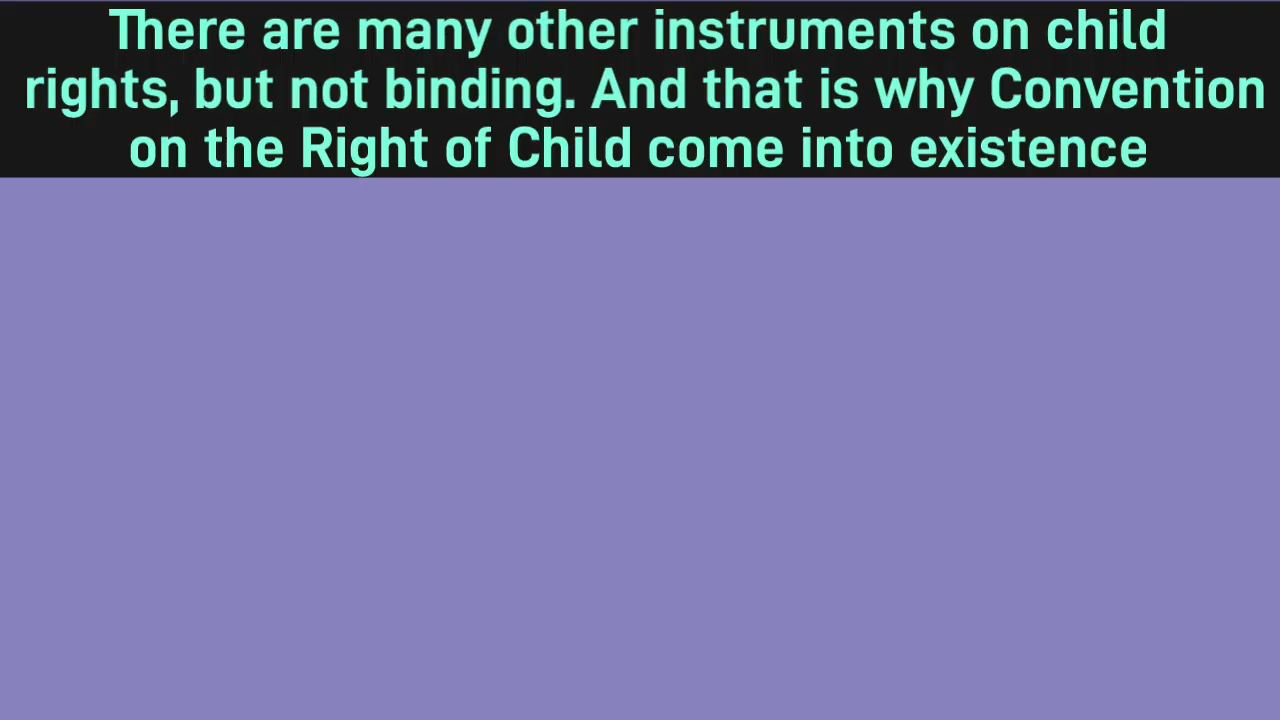 There are many other instruments on child
rights, but not binding. And that is why Convention
on the Right of Child come into existence